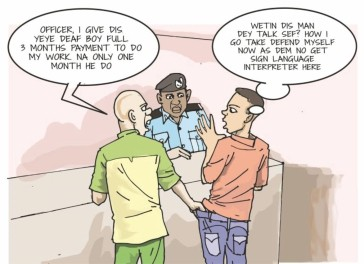 OFFICER, I GIVE DIS
YEYE DEAF BOY FULL
3 MONTHS PAYMENT TO DO
MY WORK. NA ONLY ONE
MONTH HE DO
WETIN DIS MAN
DEY TALK SEF? HOW I
GO TAKE DEFEND MYSELF
NOW AS DEM NO GET
SIGN LANGUAGE
INTERPRETER HERE